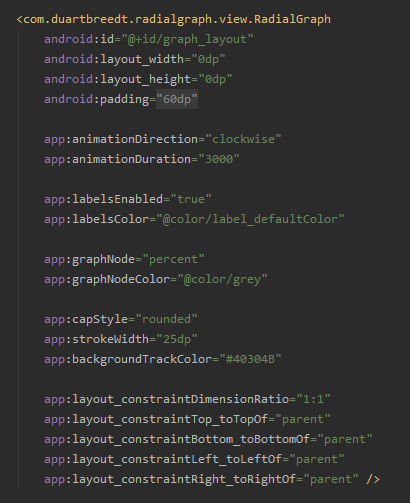 <com.duartbreedt.radialgraph.view.RadialGraph
android:id="@+id/graph_layout"
android:layout_width="0dp"
android:layout_height="0dp"
android:padding="60dp"
app:animationDirection="clockwise"
app:animationDuration="3000"
app:labelsEnabled="true"
app:labelsColor="@color/label_defaultColor"
app:graphNode="percent"
app:graphNodeColor="@color/grey"
app:capStyle="rounded"
app:strokeWidth="25dp"
app:backgroundTrackColor="#40304B"
app:layout_constraintDimensionRatio="1:1"
app:layout_constraintTop_toTopOf="parent"
app:layout_constraintBottom_toBottomOf="parent"
app:layout_constraintLeft_toLeftOf="parent"
app:layout_constraintRight_toRightOf="parent" />